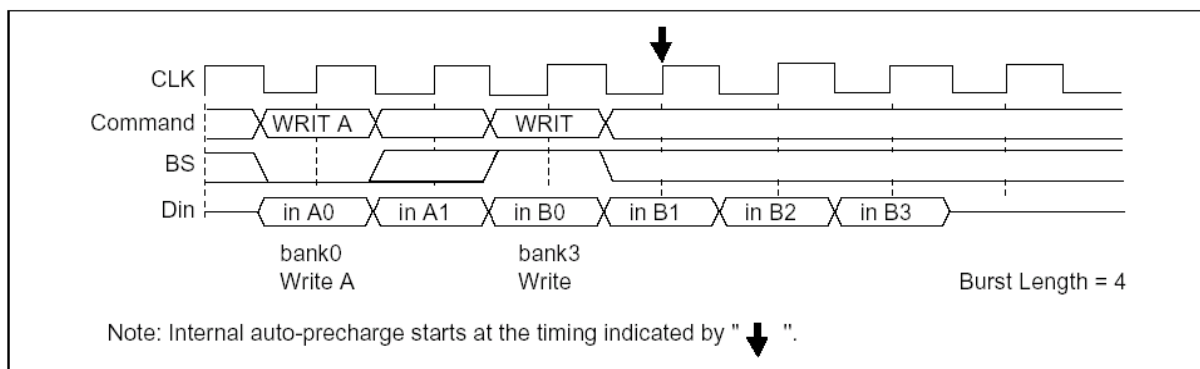 CLK
Command WRIT A WRIT
BS
Din in A0 in A1 in B0 in B1 in B2 in B3
bank0 bank3
Write A Write Burst Length = 4
Note: Internal auto-precharge starts at the timing indicated by " ".